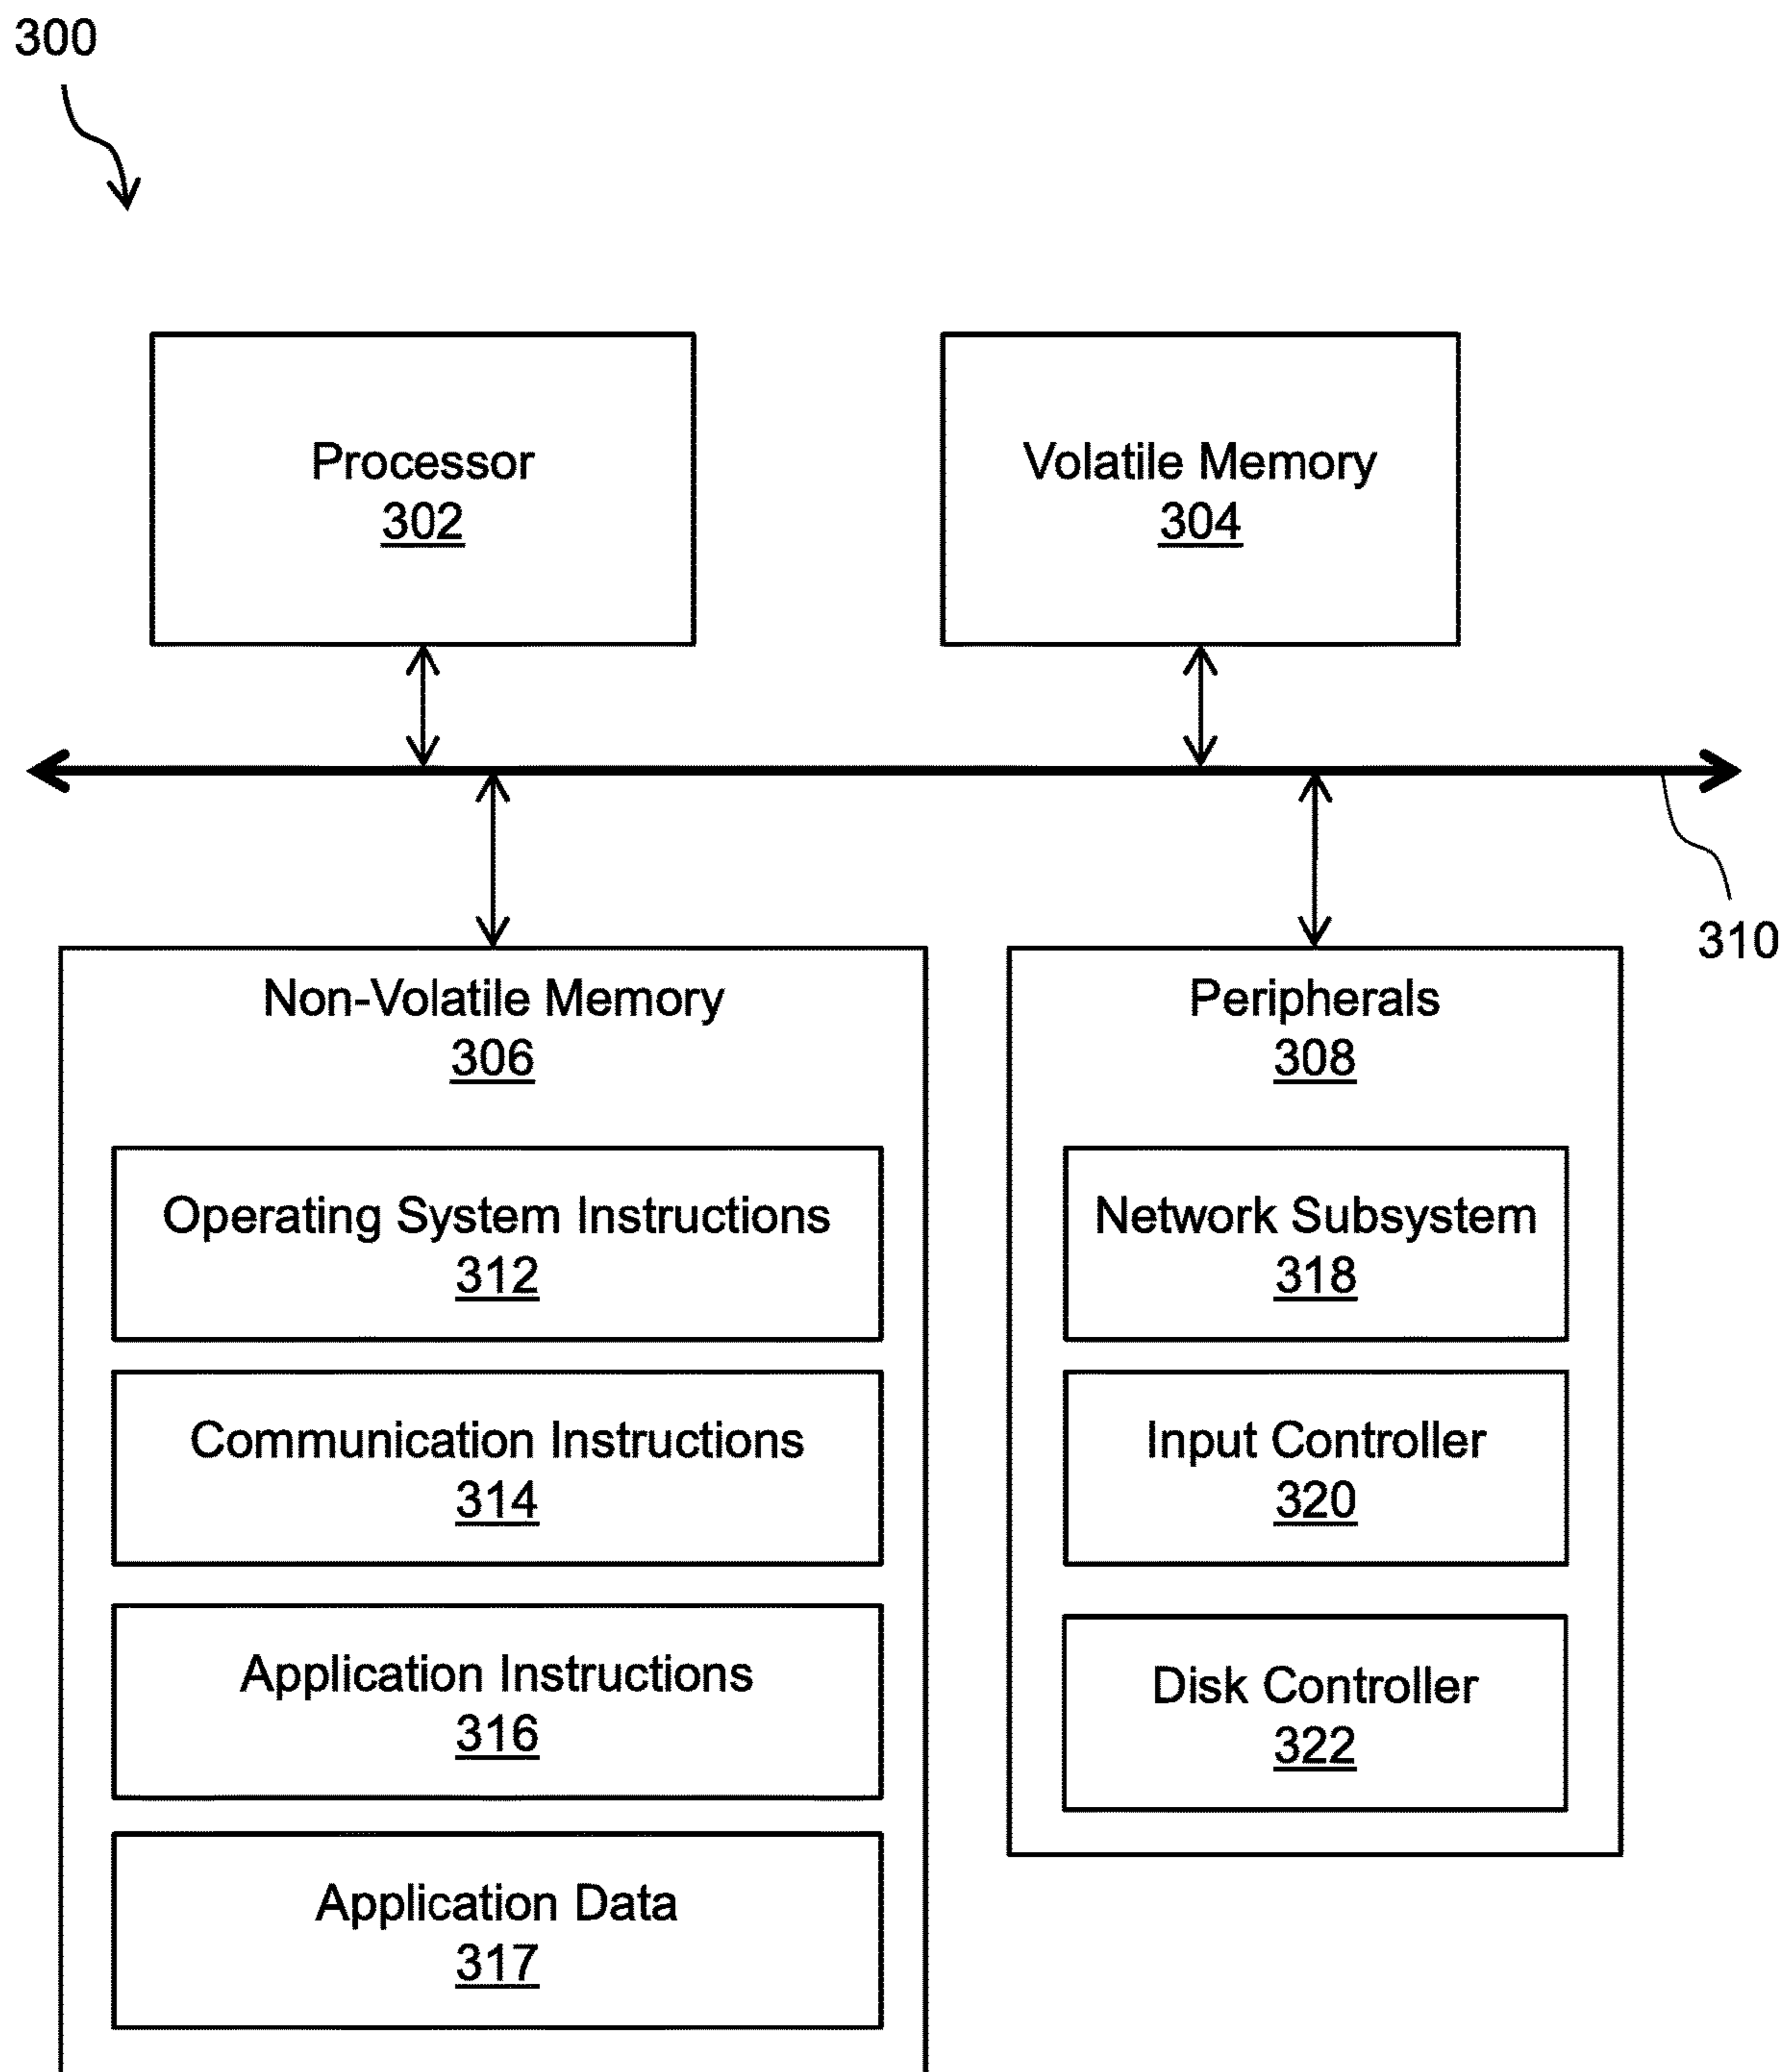 300
Processor
302
Volatile Memory
304
310
Non-Volatile Memory
306
Operating System Instructions
312
Communication Instructions
314
Application Instructions
316
Application Data
317
Peripherals
308
Network Subsystem
318
Input Controller
320
Disk Controller
322